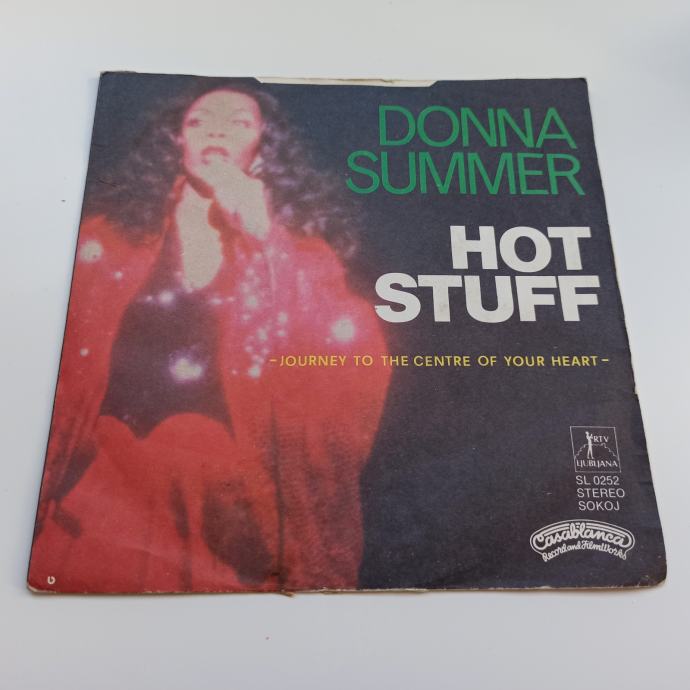 DONNA
SUMMER
HOT
STUFF
-JOURNEY TO THE CENTRE OF YOUR HEART-
RTV
LJUBLJANA
SL 0252
STEREO
SOKOJ
Casablanca
Record and FilmWorks